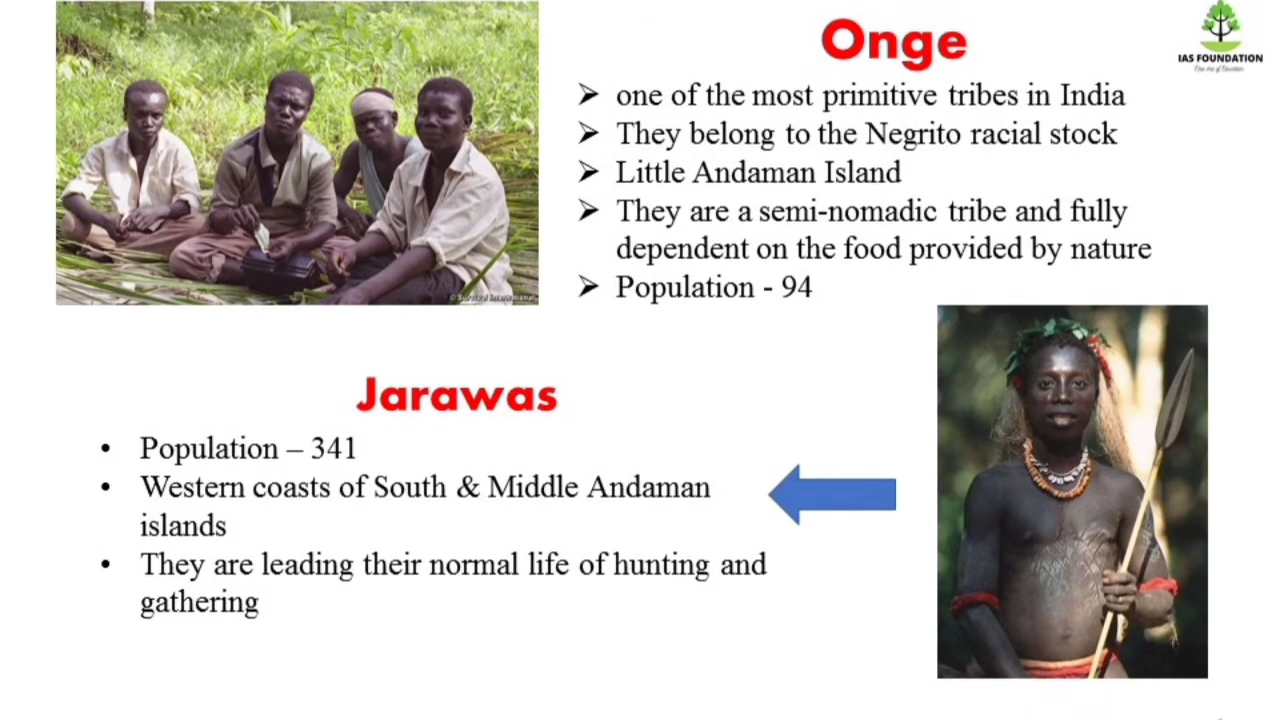 Onge
IAS FOUNDATION
➢ one of the most primitive tribes in India
➢ They belong to the Negrito racial stock
➢ Little Andaman Island
➢ They are a semi-nomadic tribe and fully
dependent on the food provided by nature
➢ Population - 94
© Survival International
Jarawas
• Population – 341
• Western coasts of South & Middle Andaman
islands
• They are leading their normal life of hunting and
gathering